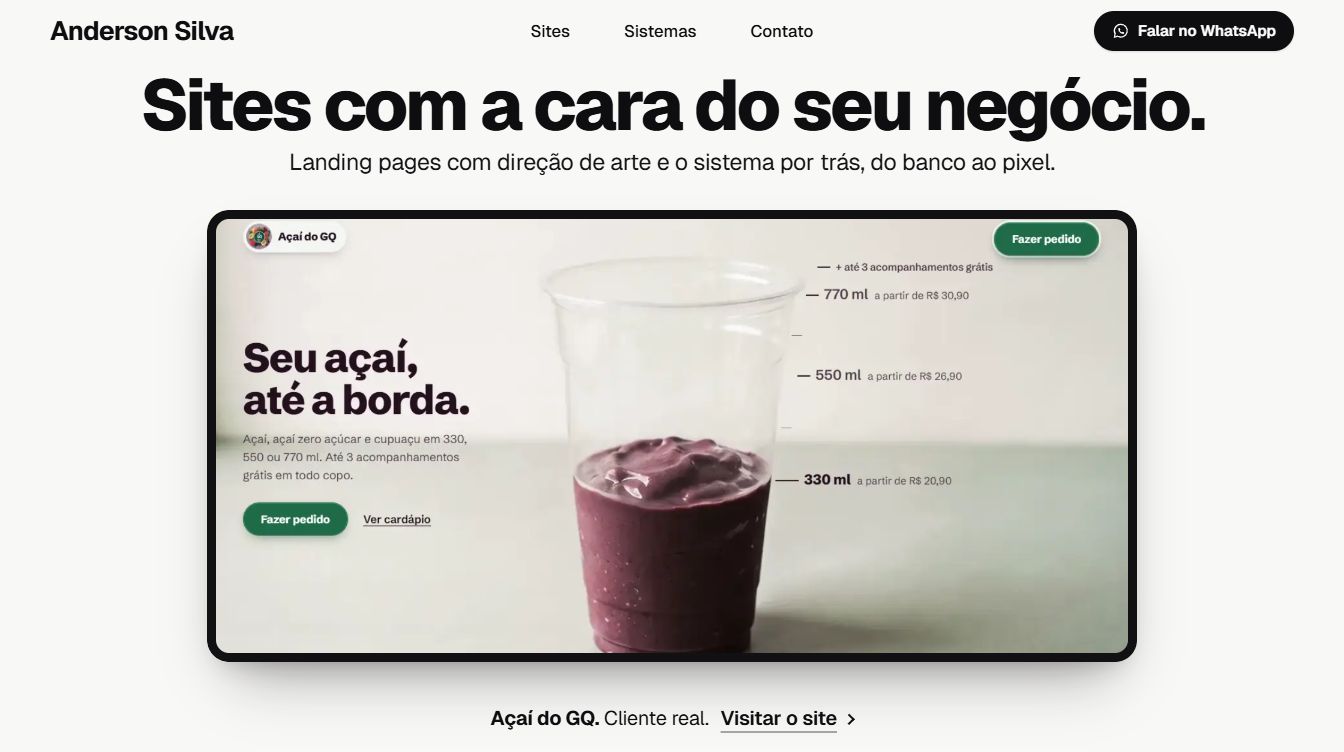 Anderson Silva
Sites
Sistemas
Contato
Falar no WhatsApp
Sites com a cara do seu negócio.
Landing pages com direção de arte e o sistema por trás, do banco ao pixel.
Açaí do GQ
Fazer pedido
+ até 3 acompanhamentos grátis
770 ml a partir de R$ 30,90
Seu açaí,
até a borda.
550 ml a partir de R$ 26,90
Açaí, açaí zero açúcar e cupuaçu em 330,
550 ou 770 ml. Até 3 acompanhamentos
grátis em todo copo.
330 ml a partir de R$ 20,90
Fazer pedido
Ver cardápio
Açaí do GQ. Cliente real. Visitar o site